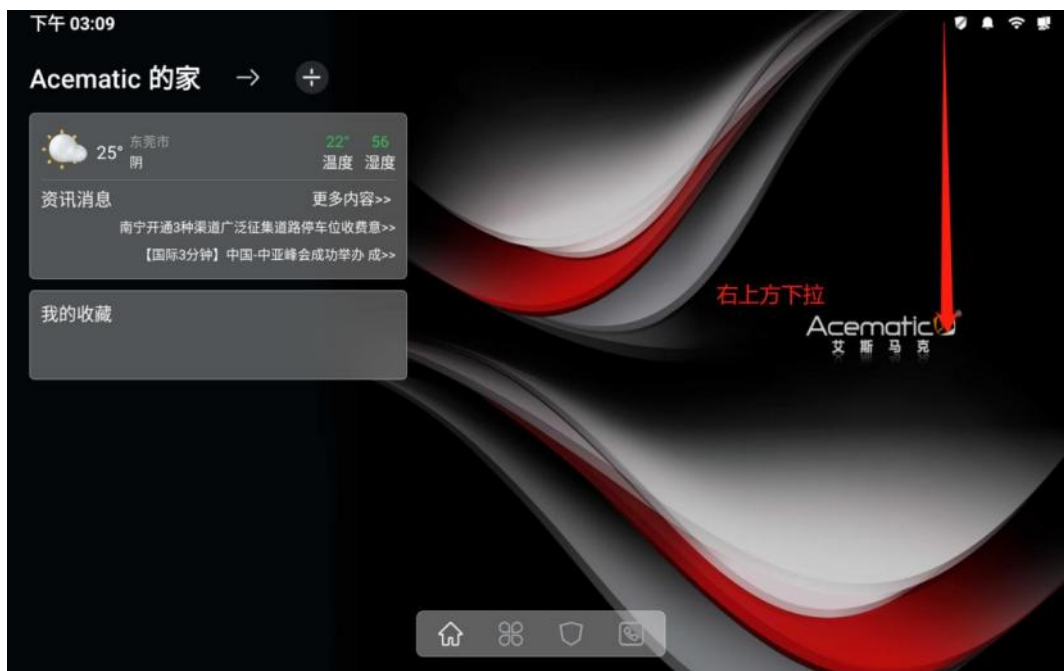 下午 03:09
Acematic 的家
25°
东莞市
阴
22°
56
温度
湿度
资讯消息
更多内容>>
南宁开通3种渠道广泛征集道路停车位收费意>>
【国际3分钟】中国-中亚峰会成功举办 成>>
我的收藏
右上方下拉
Acematic
艾斯马克